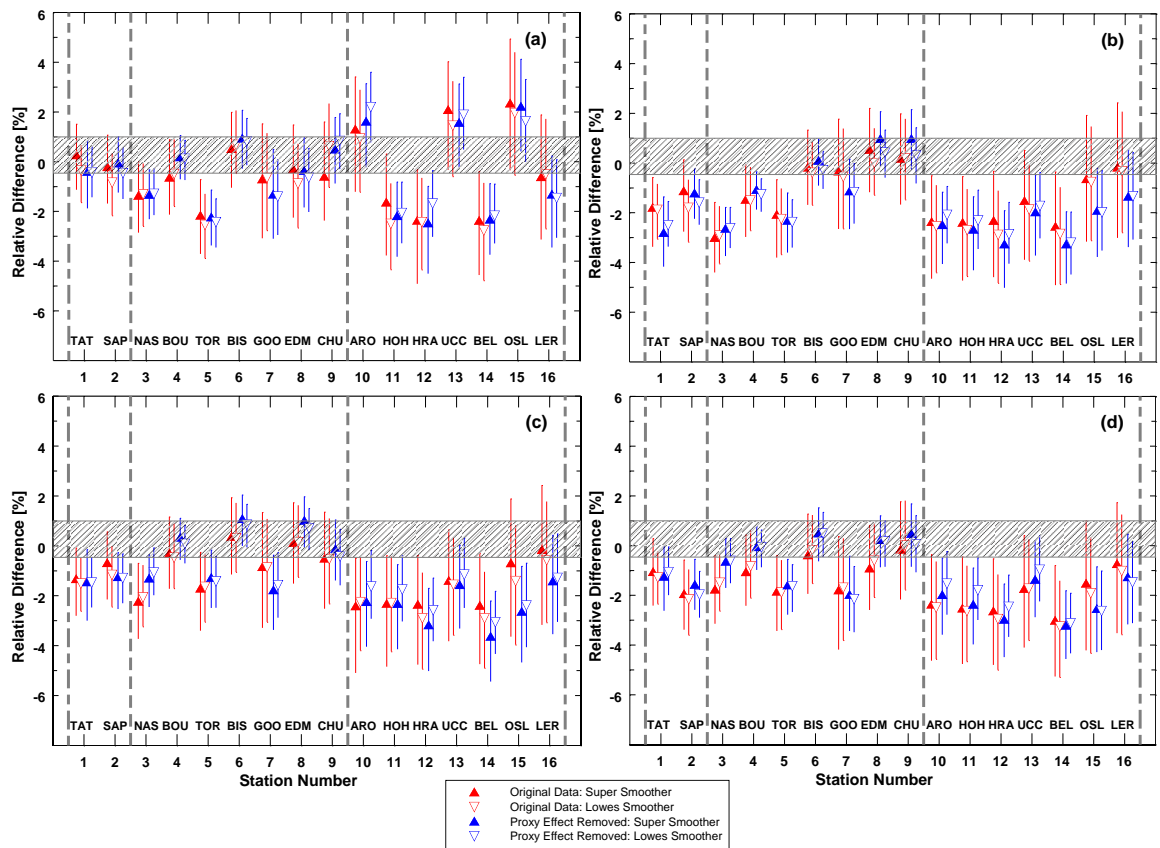 (a)
Relative Difference [%]
6
4
2
0
-2
-4
-6
TAT SAP NAS BOU TOR BIS GOO EDM CHU ARO HOH HRA UCC BEL OSL LER
1 2 3 4 5 6 7 8 9 10 11 12 13 14 15 16
(b)
Relative Difference [%]
6
4
2
0
-2
-4
-6
TAT SAP NAS BOU TOR BIS GOO EDM CHU ARO HOH HRA UCC BEL OSL LER
1 2 3 4 5 6 7 8 9 10 11 12 13 14 15 16
(c)
Relative Difference [%]
6
4
2
0
-2
-4
-6
TAT SAP NAS BOU TOR BIS GOO EDM CHU ARO HOH HRA UCC BEL OSL LER
1 2 3 4 5 6 7 8 9 10 11 12 13 14 15 16
Station Number
(d)
Relative Difference [%]
6
4
2
0
-2
-4
-6
TAT SAP NAS BOU TOR BIS GOO EDM CHU ARO HOH HRA UCC BEL OSL LER
1 2 3 4 5 6 7 8 9 10 11 12 13 14 15 16
Station Number
Original Data: Super Smoother
Original Data: Lowes Smoother
Proxy Effect Removed: Super Smoother
Proxy Effect Removed: Lowes Smoother